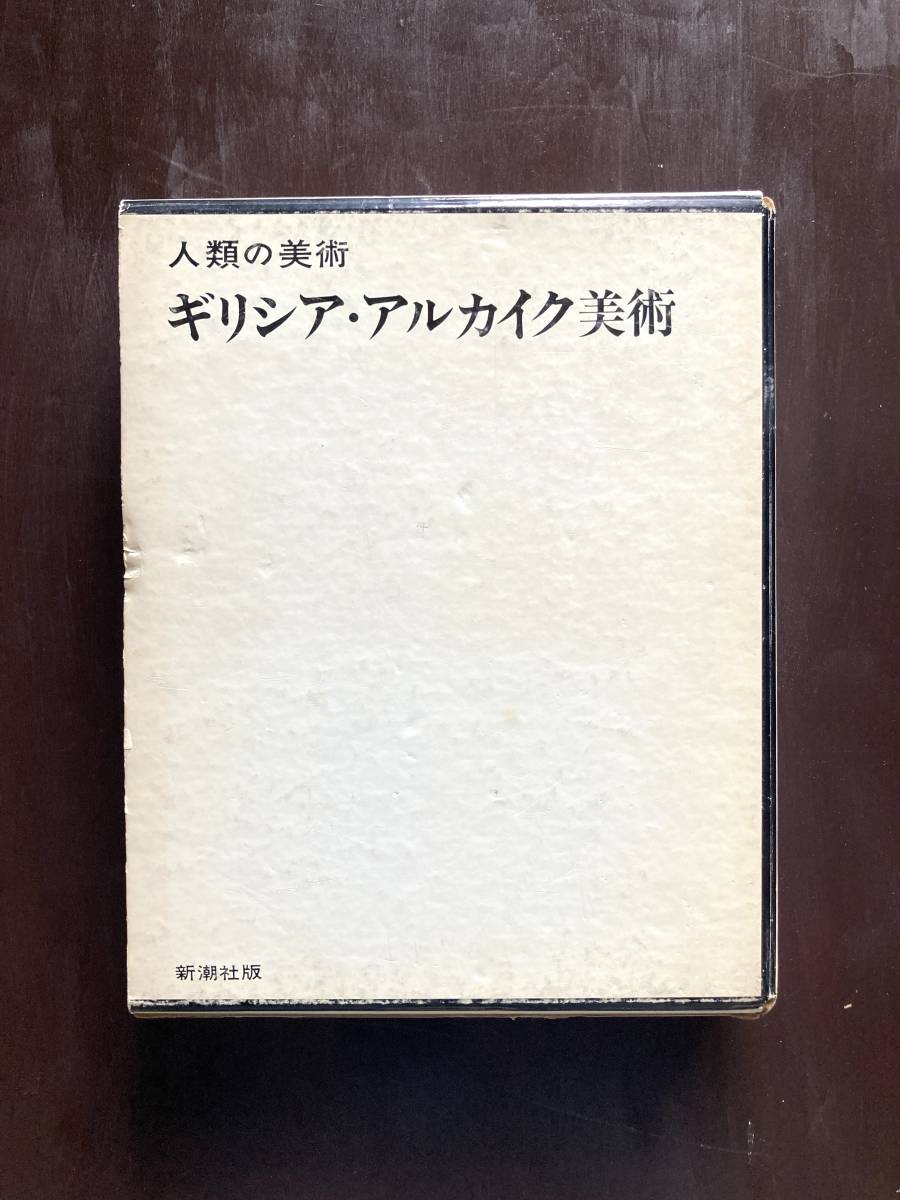 人類の美術
ギリシア・アルカイク美術
新潮社版